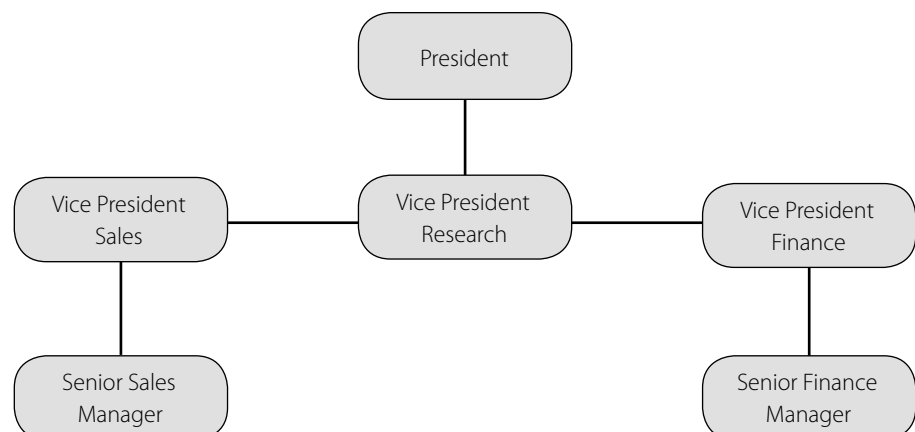 President
Vice President
Sales
Vice President
Research
Vice President
Finance
Senior Sales
Manager
Senior Finance
Manager